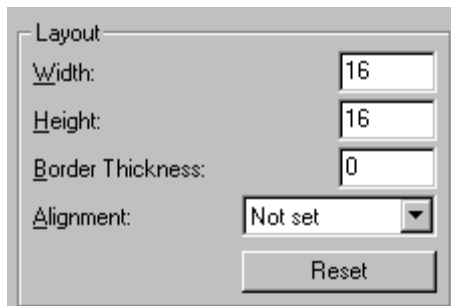 Layout
Width: 16
Height: 16
Border Thickness: 0
Alignment: Not set
Reset